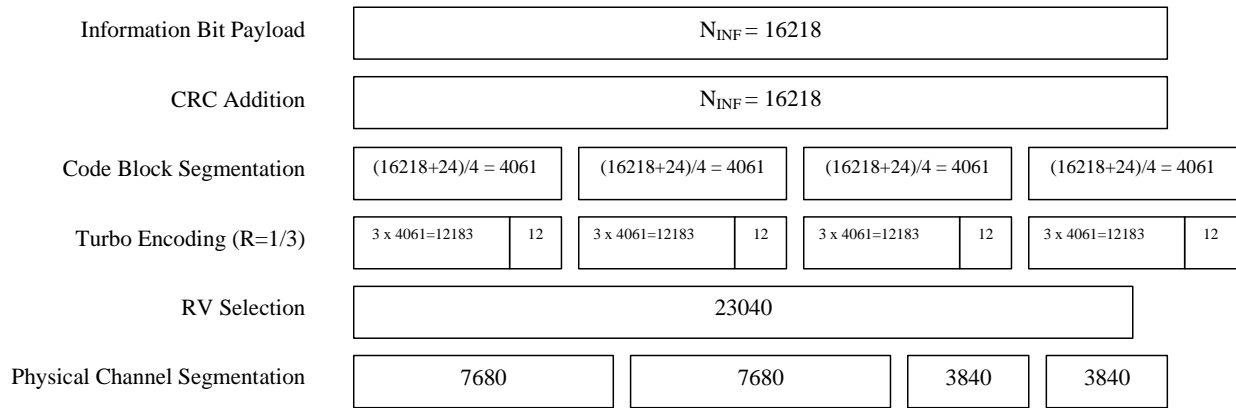 Information Bit Payload
N_INF = 16218
CRC Addition
N_INF = 16218
Code Block Segmentation
(16218+24)/4 = 4061
(16218+24)/4 = 4061
(16218+24)/4 = 4061
(16218+24)/4 = 4061
Turbo Encoding (R=1/3)
3 x 4061=12183
12
3 x 4061=12183
12
3 x 4061=12183
12
3 x 4061=12183
12
RV Selection
23040
Physical Channel Segmentation
7680
7680
3840
3840